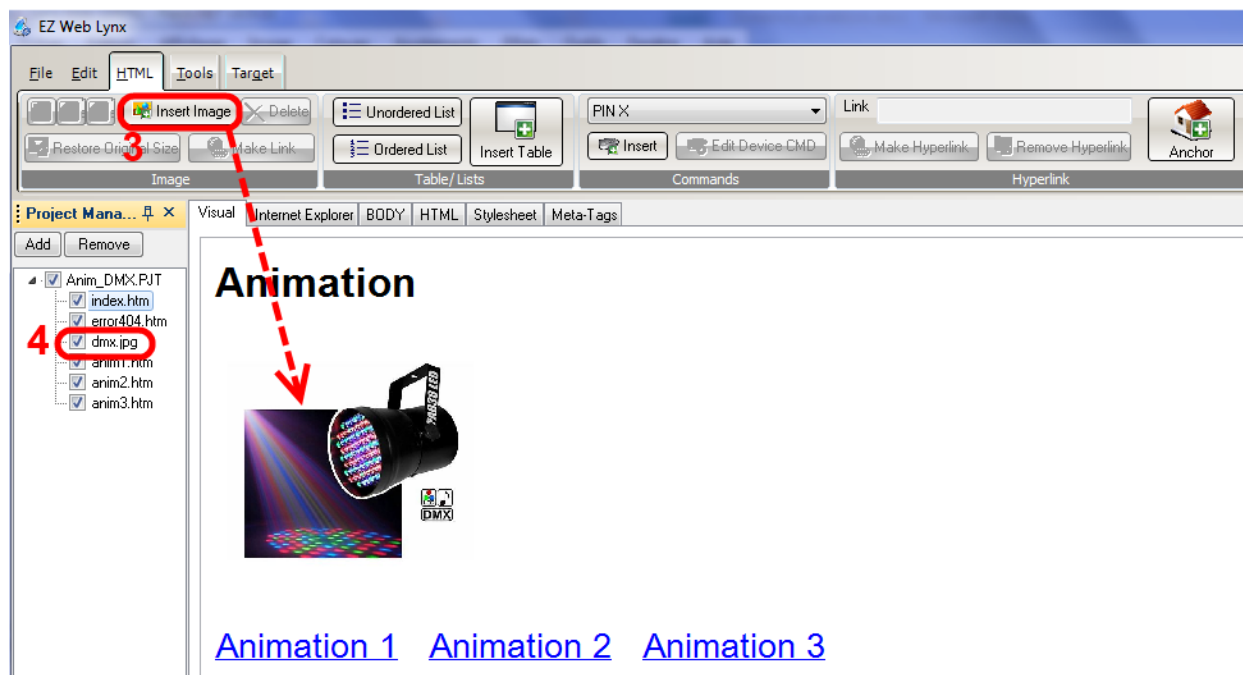 EZ Web Lynx
File Edit HTML Tools Target
Insert Image Delete Unordered List Insert Table PIN X Link Anchor
3
Restore Original Size Make Link Ordered List Insert Edit Device CMD Make Hyperlink Remove Hyperlink
Image Table/Lists Commands Hyperlink
Project Mana... Visual Internet Explorer BODY HTML Stylesheet Meta-Tags
Add Remove
Anim_DMX.PJT
index.htm
error404.htm
4 dmx.jpg
anim1.htm
anim2.htm
anim3.htm
Animation
DMX
Animation 1 Animation 2 Animation 3